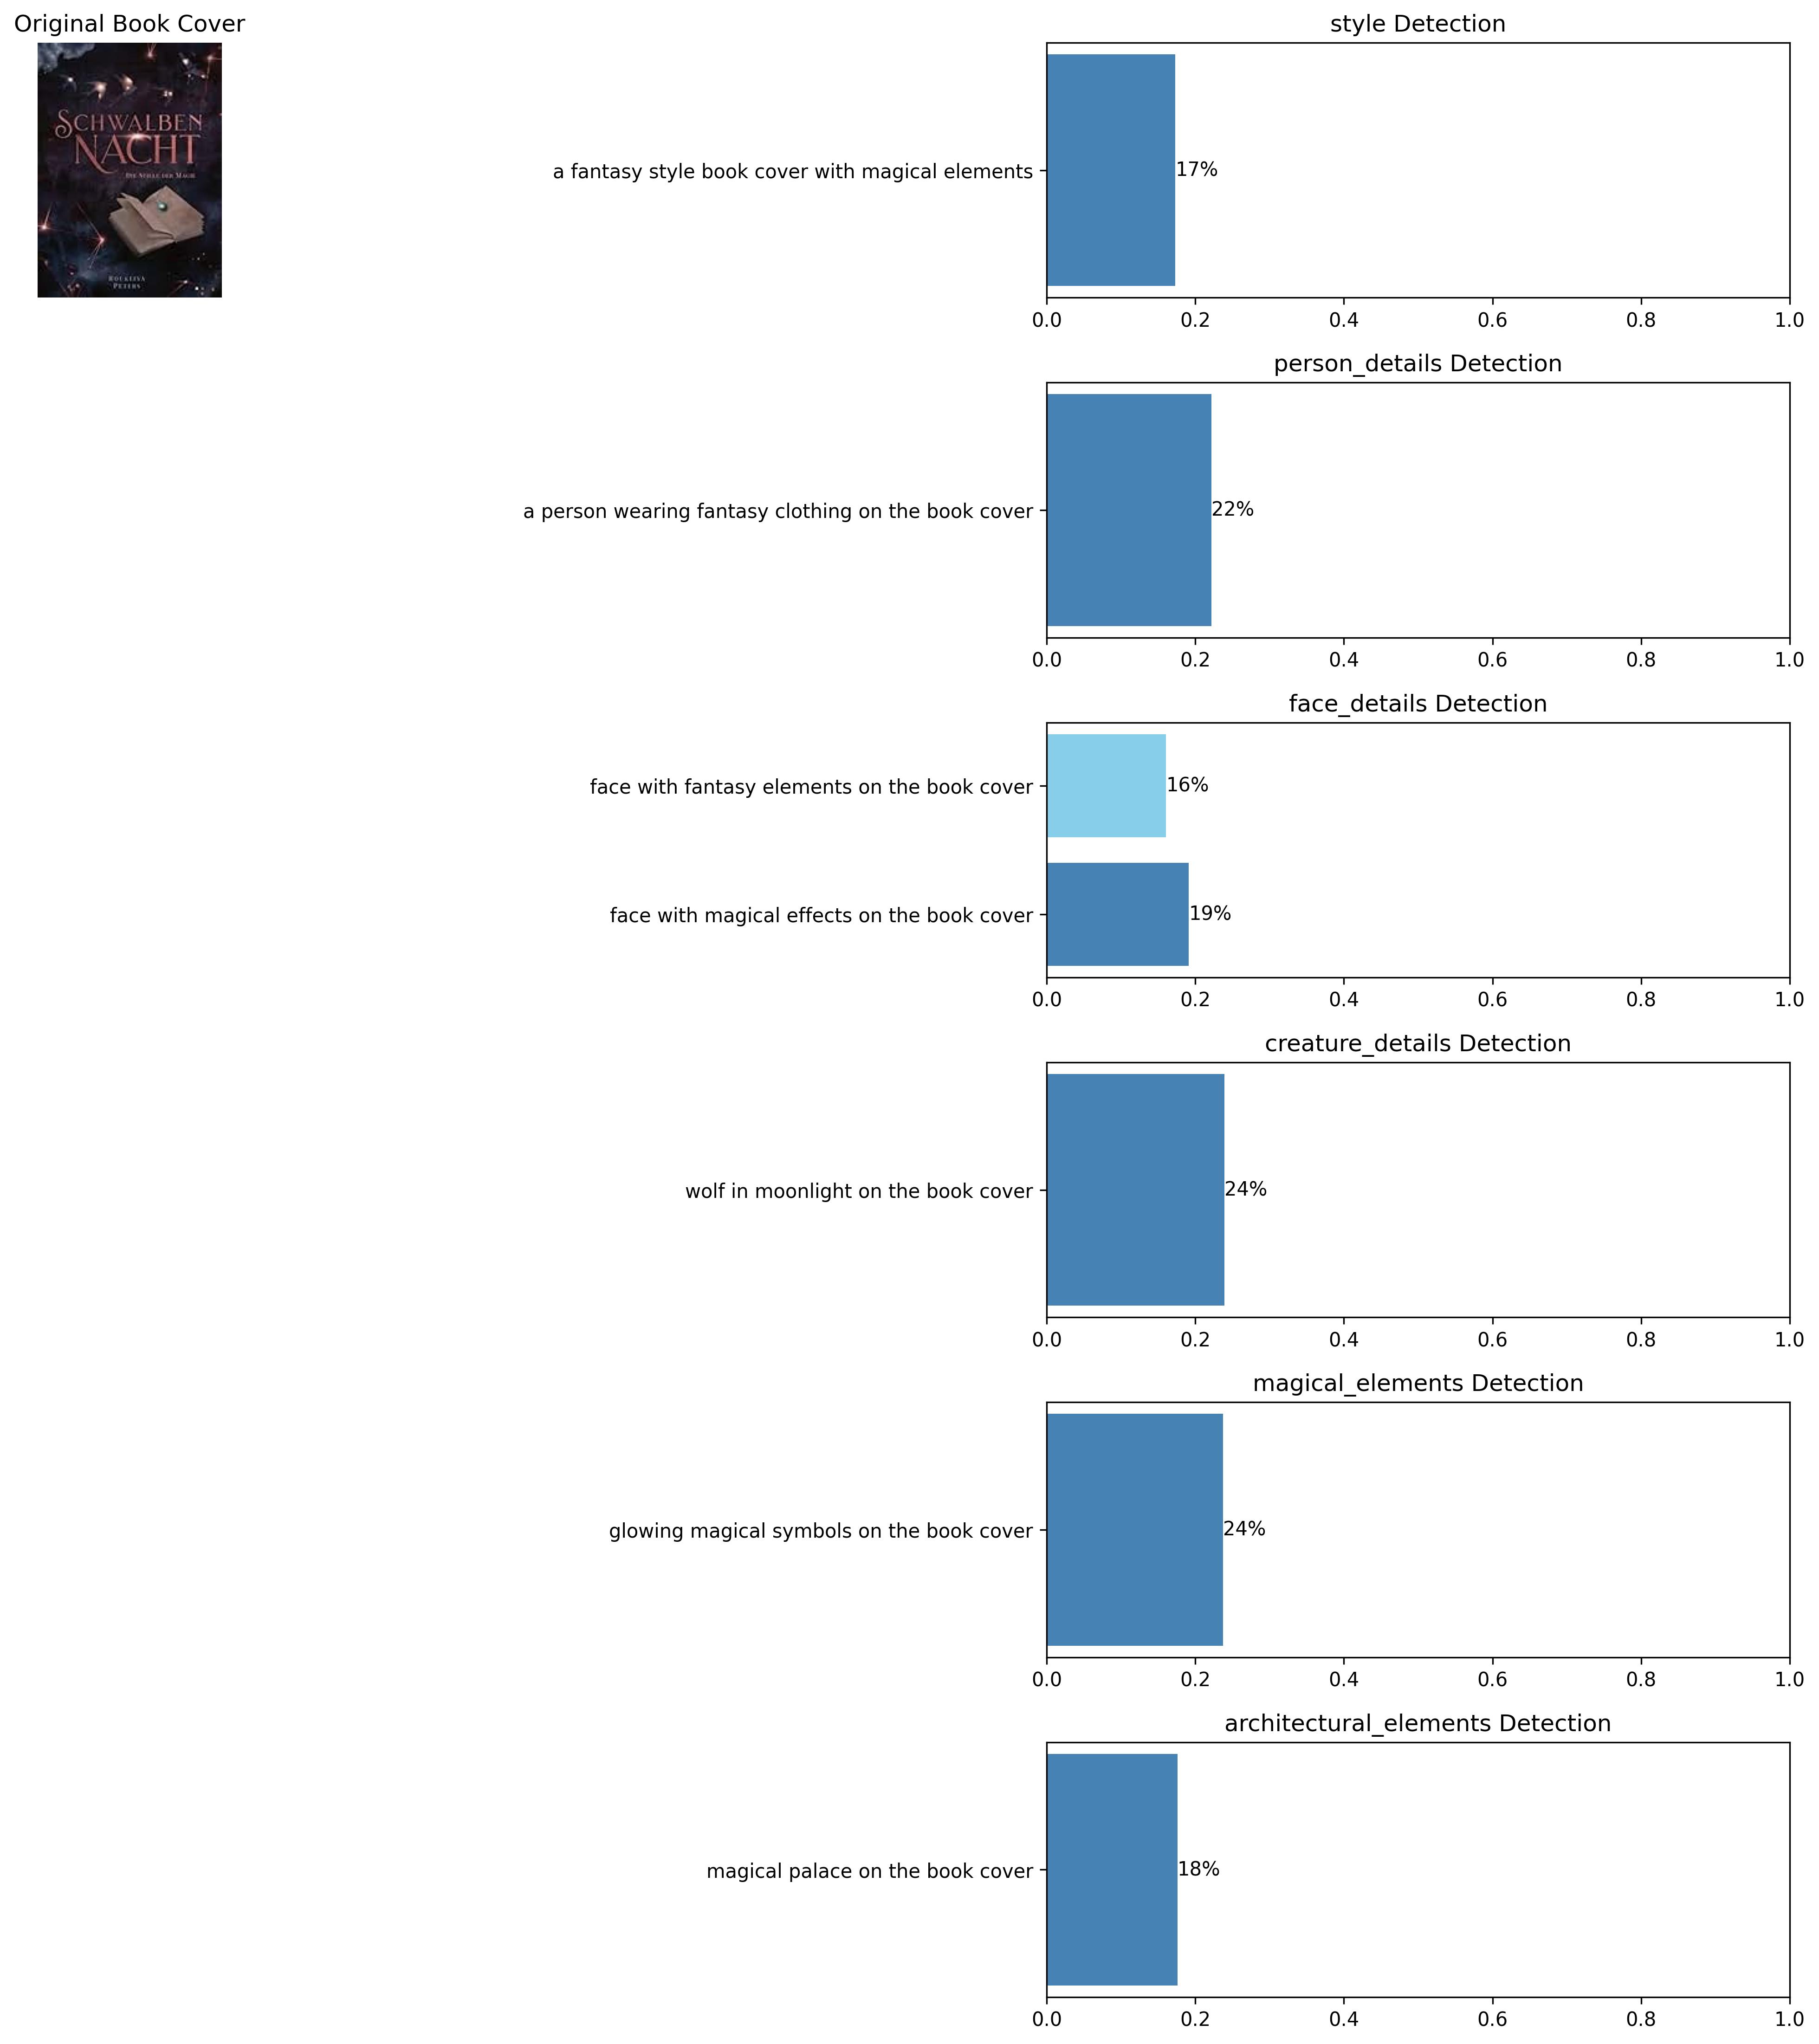 Original Book Cover
SCHWALBEN
NACHT
DIE STILLE DER MAGIE
PETERS
style Detection
a fantasy style book cover with magical elements
17%
0.0 0.2 0.4 0.6 0.8 1.0
person_details Detection
a person wearing fantasy clothing on the book cover
22%
0.0 0.2 0.4 0.6 0.8 1.0
face_details Detection
face with fantasy elements on the book cover
16%
face with magical effects on the book cover
19%
0.0 0.2 0.4 0.6 0.8 1.0
creature_details Detection
wolf in moonlight on the book cover
24%
0.0 0.2 0.4 0.6 0.8 1.0
magical_elements Detection
glowing magical symbols on the book cover
24%
0.0 0.2 0.4 0.6 0.8 1.0
architectural_elements Detection
magical palace on the book cover
18%
0.0 0.2 0.4 0.6 0.8 1.0